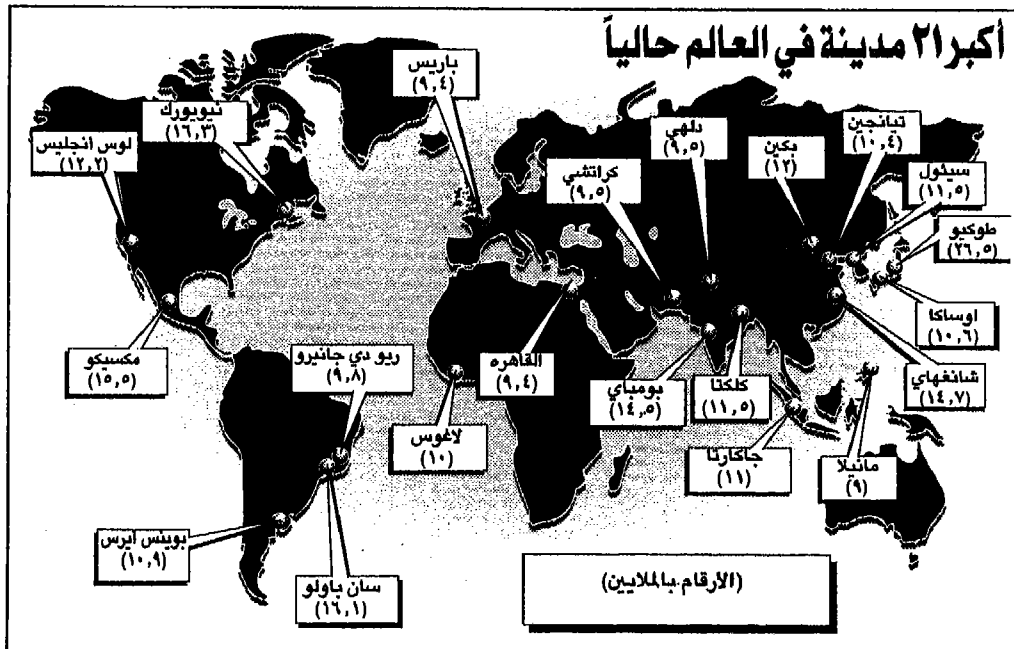 أكبر ٢١ مدينة في العالم حالياً
باريس
(٩,٤)
نيويورك
(١٦,٣)
لوس انجليس
(١٢,٢)
دلهي
(٩,٥)
كراتشي
(٩,٥)
بكين
(١٢)
تيانجين
(١٠,٤)
سيئول
(١١,٥)
طوكيو
(٢٦,٥)
اوساكا
(١٠,٦)
شانغهاي
(١٤,٧)
مكسيكو
(١٥,٥)
ريو دي جانيرو
(٩,٨)
القاهره
(٩,٤)
بومباي
(١٤,٥)
كلكتا
(١١,٥)
لاغوس
(١٠)
جاكارتا
(١١)
مانيلا
(٩)
بوينس ايرس
(١٠,٩)
سان باولو
(١٦,١)
(الأرقام بالملايين)